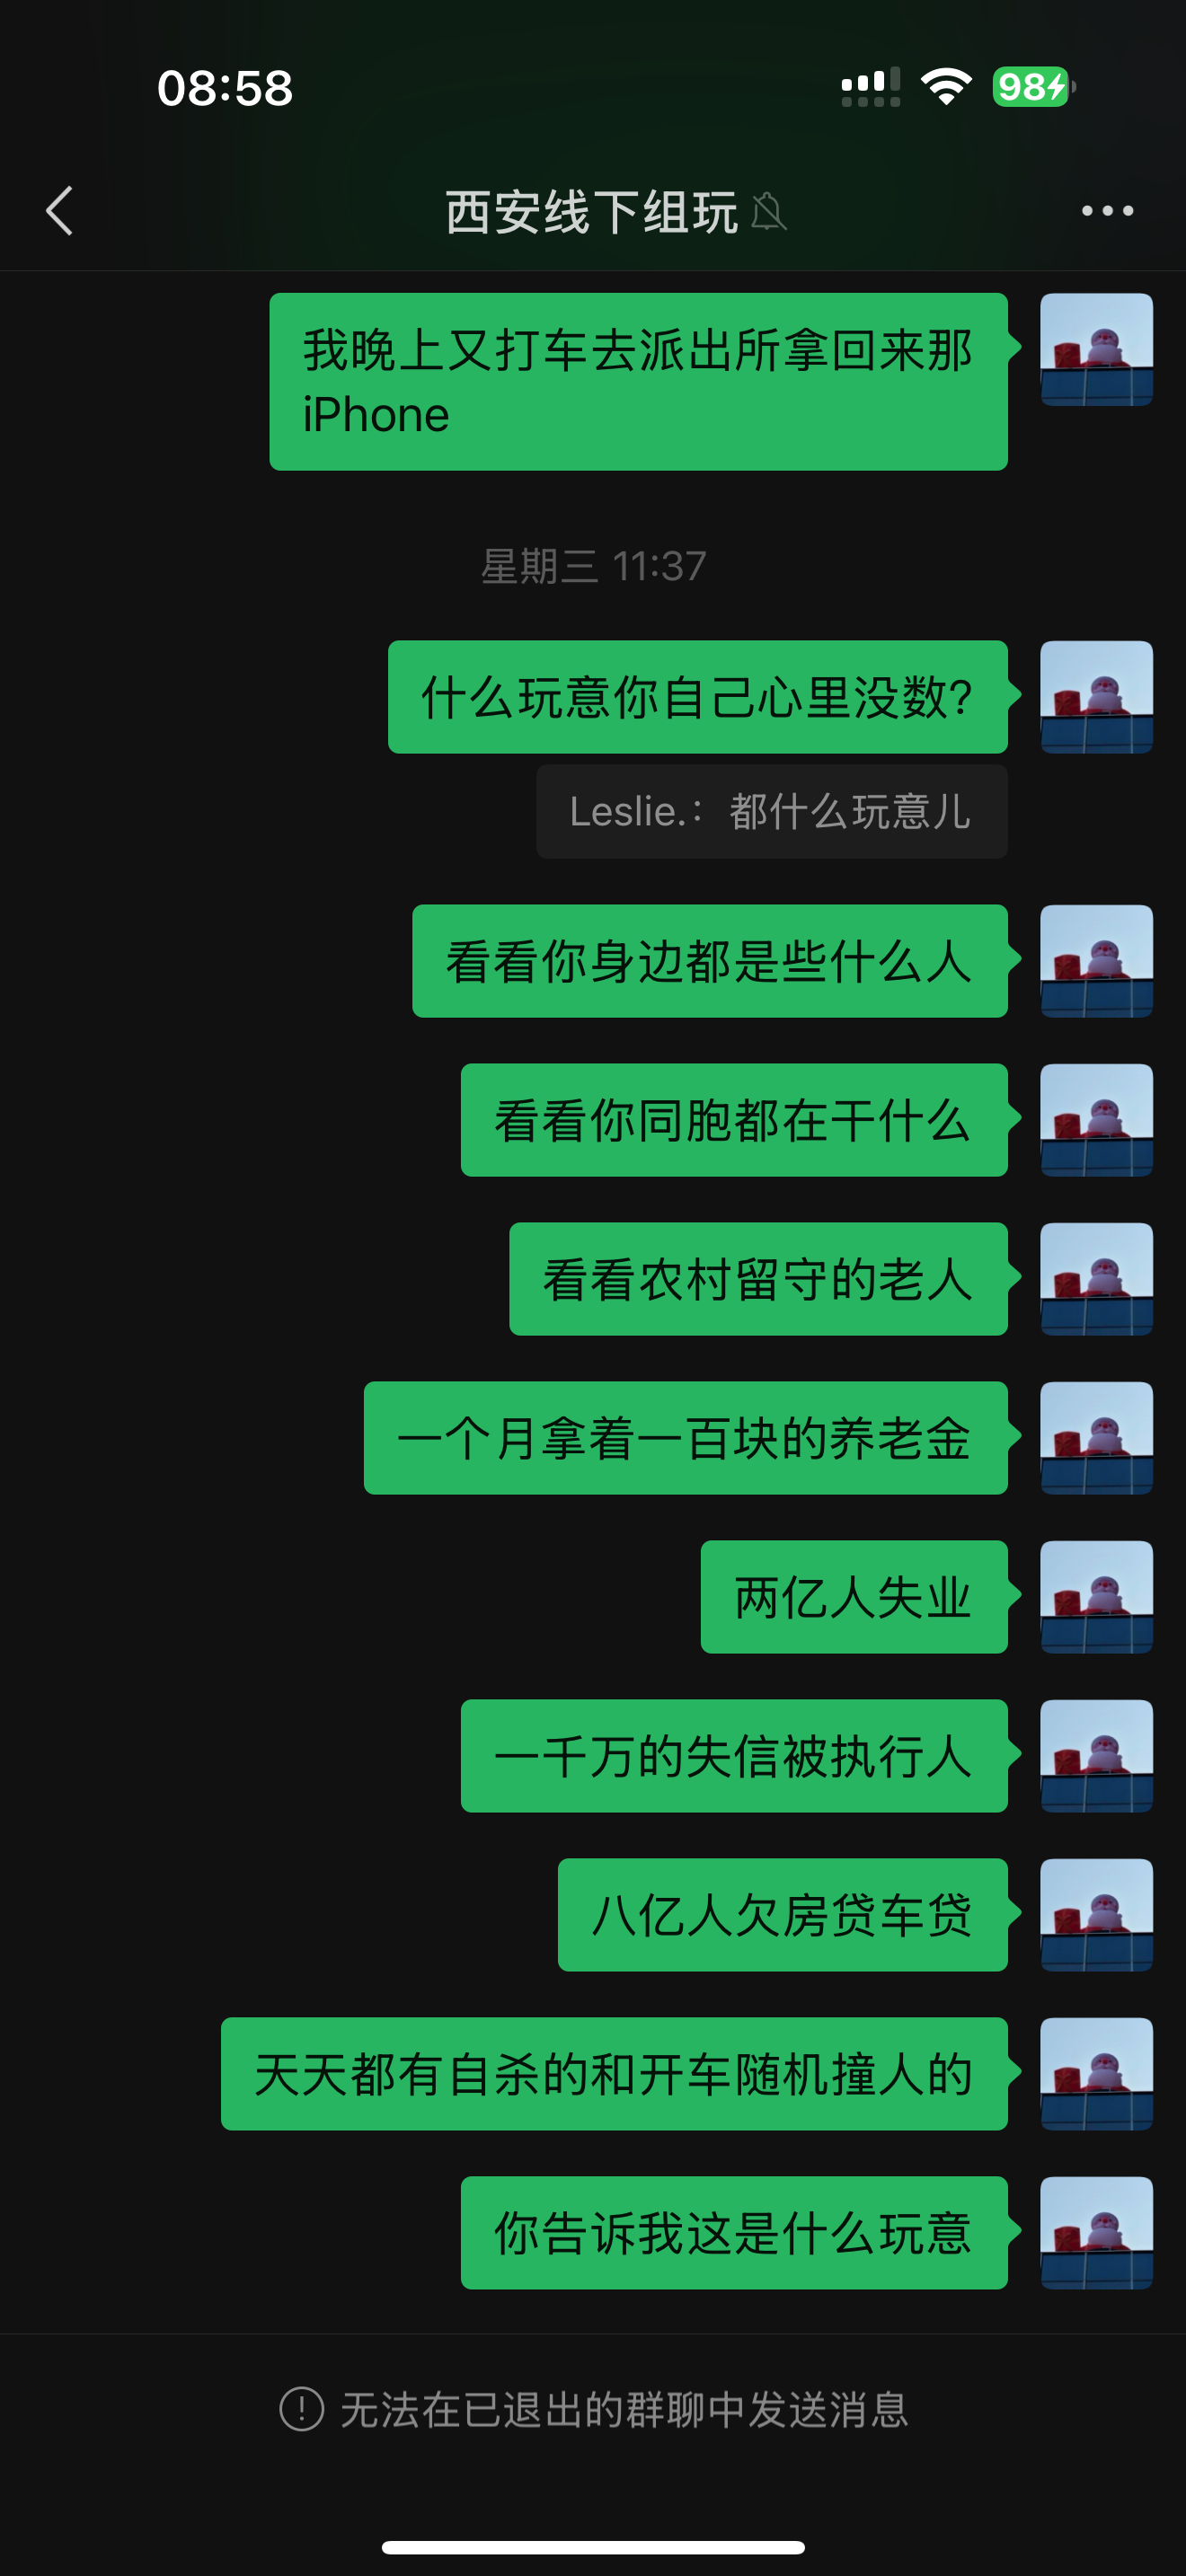 08:58
98
西安线下组玩
我晚上又打车去派出所拿回来那
iPhone
星期三 11:37
什么玩意你自己心里没数?
Leslie.：都什么玩意儿
看看你身边都是些什么人
看看你同胞都在干什么
看看农村留守的老人
一个月拿着一百块的养老金
两亿人失业
一千万的失信被执行人
八亿人欠房贷车贷
天天都有自杀的和开车随机撞人的
你告诉我这是什么玩意
无法在已退出的群聊中发送消息